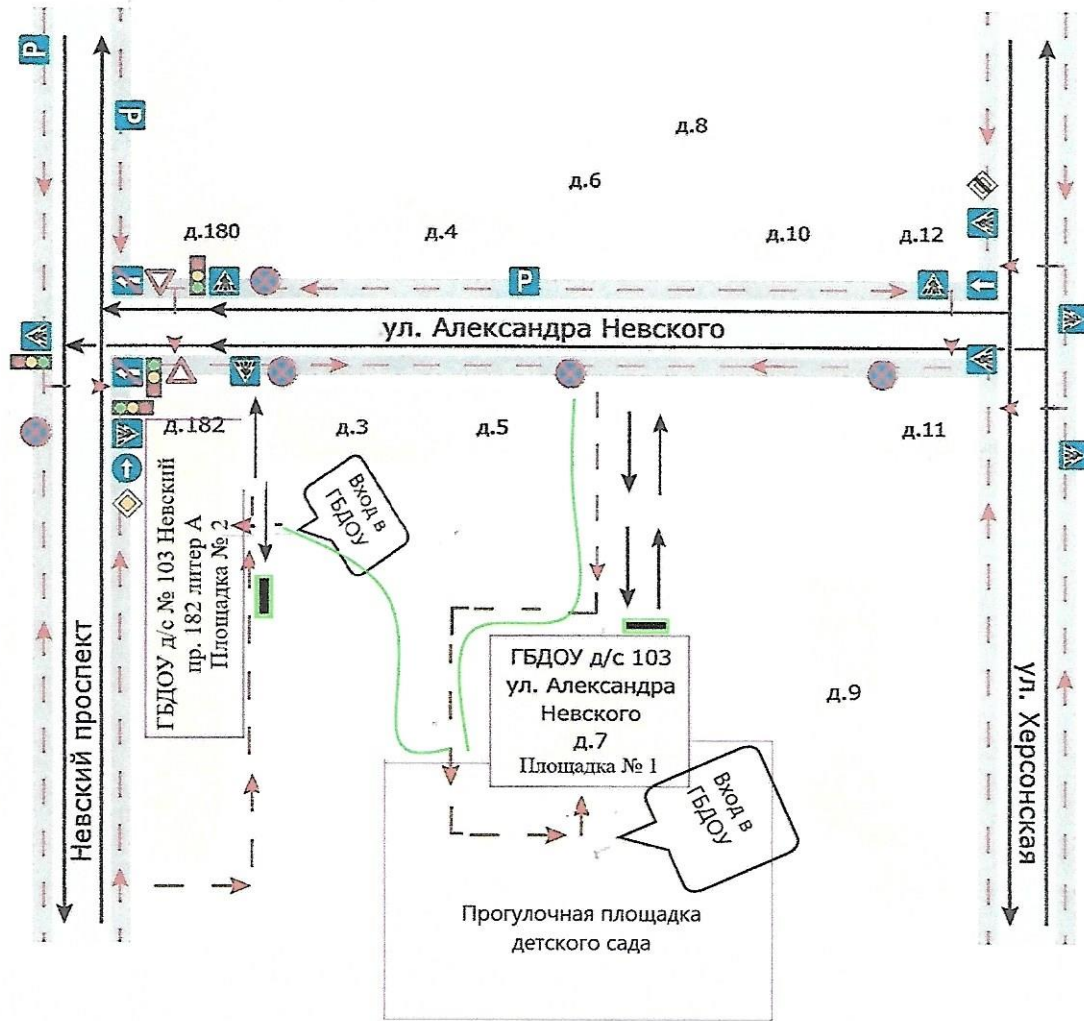 P
P
д.8
д.6
д.180
д.4
д.10
д.12
P
ул. Александра Невского
д.182
д.3
д.5
д.11
Вход в
ГБДОУ
ГБДОУ д/с № 103 Невский
пр. 182 литер А
Площадка № 2
ГБДОУ д/с 103
ул. Александра
Невского
д.7
Площадка № 1
д.9
Невский проспект
ул. Херсонская
Вход в
ГБДОУ
Прогулочная площадка
детского сада